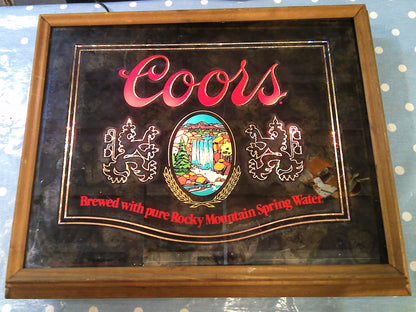 Coors
Brewed with pure Rocky Mountain Spring Water.